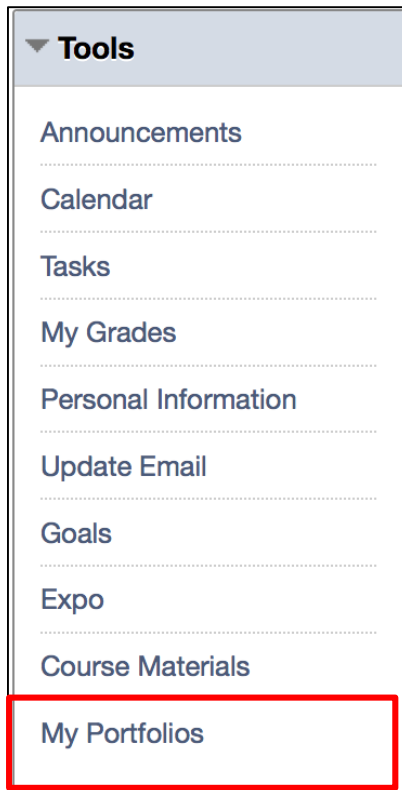 Tools
Announcements
Calendar
Tasks
My Grades
Personal Information
Update Email
Goals
Expo
Course Materials
My Portfolios